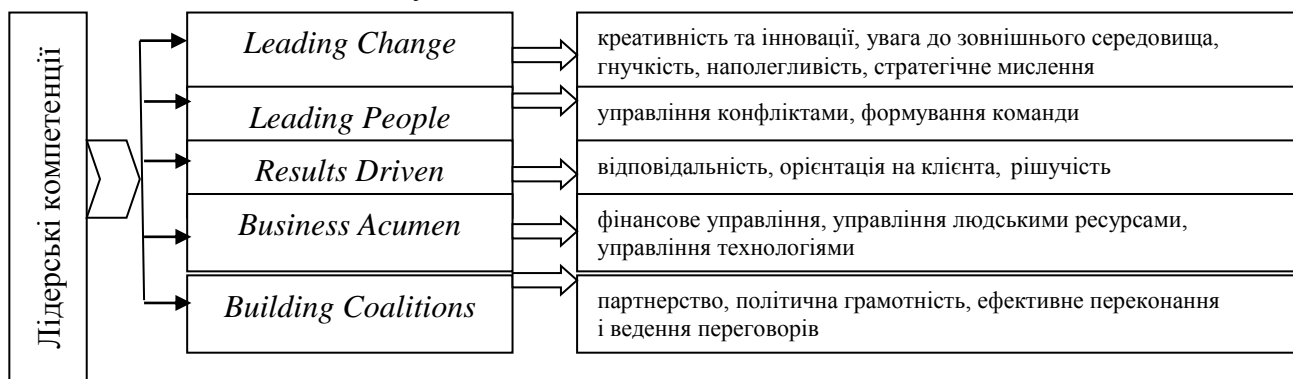 Лідерські компетенції
Leading Change
креативність та інновації, увага до зовнішнього середовища,
гнучкість, наполегливість, стратегічне мислення
Leading People
управління конфліктами, формування команди
Results Driven
відповідальність, орієнтація на клієнта, рішучість
Business Acumen
фінансове управління, управління людськими ресурсами,
управління технологіями
Building Coalitions
партнерство, політична грамотність, ефективне переконання
і ведення переговорів